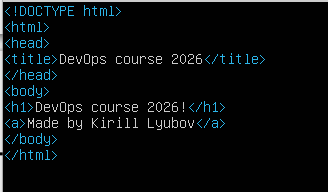 <!DOCTYPE html>
<html>
<head>
<title>DevOps course 2026</title>
</head>
<body>
<h1>DevOps course 2026!</h1>
<a>Made by Kirill Lyubov</a>
</body>
</html>